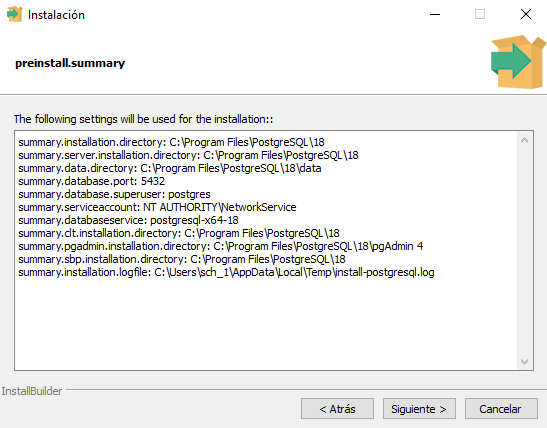 Instalación
preinstall.summary
The following settings will be used for the installation::
summary.installation.directory: C:\Program Files\PostgreSQL\18
summary.server.installation.directory: C:\Program Files\PostgreSQL\18
summary.data.directory: C:\Program Files\PostgreSQL\18\data
summary.database.port: 5432
summary.database.superuser: postgres
summary.serviceaccount: NT AUTHORITY\NetworkService
summary.databaseservice: postgresql-x64-18
summary.clt.installation.directory: C:\Program Files\PostgreSQL\18
summary.pgadmin.installation.directory: C:\Program Files\PostgreSQL\18\pgAdmin 4
summary.sbp.installation.directory: C:\Program Files\PostgreSQL\18
summary.installation.logfile: C:\Users\sch_1\AppData\Local\Temp\install-postgresql.log
InstallBuilder
< Atrás
Siguiente >
Cancelar